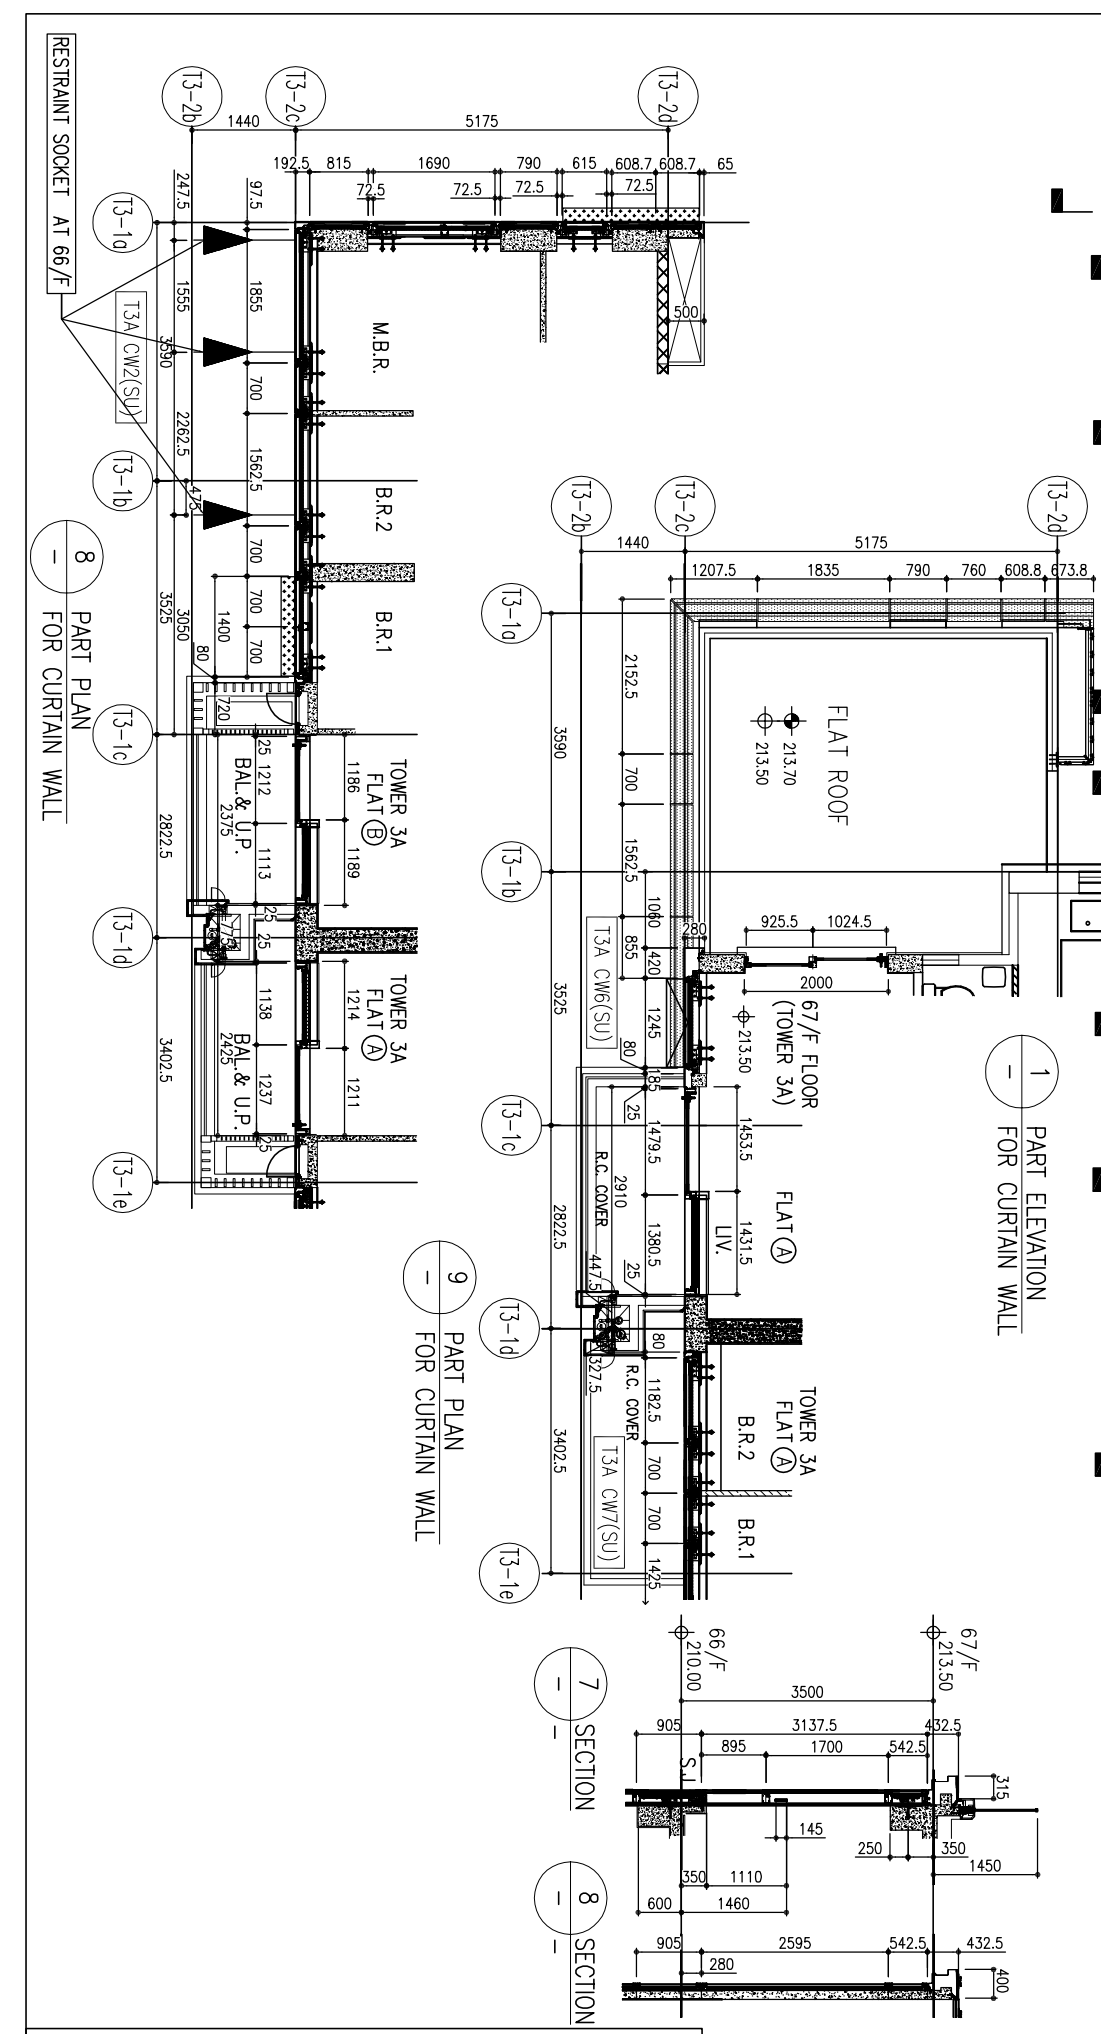 RESTRAINT SOCKET AT 66/F
T3-2b
T3-2c
T3-2d
1440
5175
192.5
815
1690
790
615
608.7
608.7
65
72.5
72.5
72.5
72.5
247.5
97.5
T3-1a
1555
3590
1855
T3A CW2(SU)
700
2262.5
1562.5
T3-1b
475
700
3525
3050
1400
700
700
80
720
T3-1c
500
M.B.R.
B.R.2
B.R.1
8
-
PART PLAN
FOR CURTAIN WALL
25
1212
1186
TOWER 3A
FLAT B
BAL.& U.P.
2375
2822.5
1113
1189
25
775
25
T3-1d
1138
1214
TOWER 3A
FLAT A
BAL.& U.P.
2425
3402.5
1237
1211
25
T3-1e
9
-
PART PLAN
FOR CURTAIN WALL
T3-2b
T3-2c
T3-2d
1440
5175
1207.5
1835
790
760
608.8
673.8
T3-1a
2152.5
3590
FLAT ROOF
213.70
213.50
700
1562.5
T3-1b
1060
855
280
420
925.5
1024.5
2000
T3A CW6(SU)
3525
1245
80
185
25
213.50
67/F FLOOR
(TOWER 3A)
T3-1c
1479.5
1453.5
R.C. COVER
2910
FLAT A
LIV.
2822.5
1380.5
1431.5
447.5
25
T3-1d
80
327.5
R.C. COVER
1182.5
TOWER 3A
FLAT A
B.R.2
B.R.1
T3A CW7(SU)
3402.5
700
700
1425
T3-1e
1
-
PART ELEVATION
FOR CURTAIN WALL
66/F
210.00
67/F
213.50
3500
905
3137.5
432.5
895
1700
542.5
S.I.
315
145
250
350
350
1110
1450
600
1460
7
-
SECTION
-
905
2595
542.5
432.5
280
400
8
-
SECTION
-